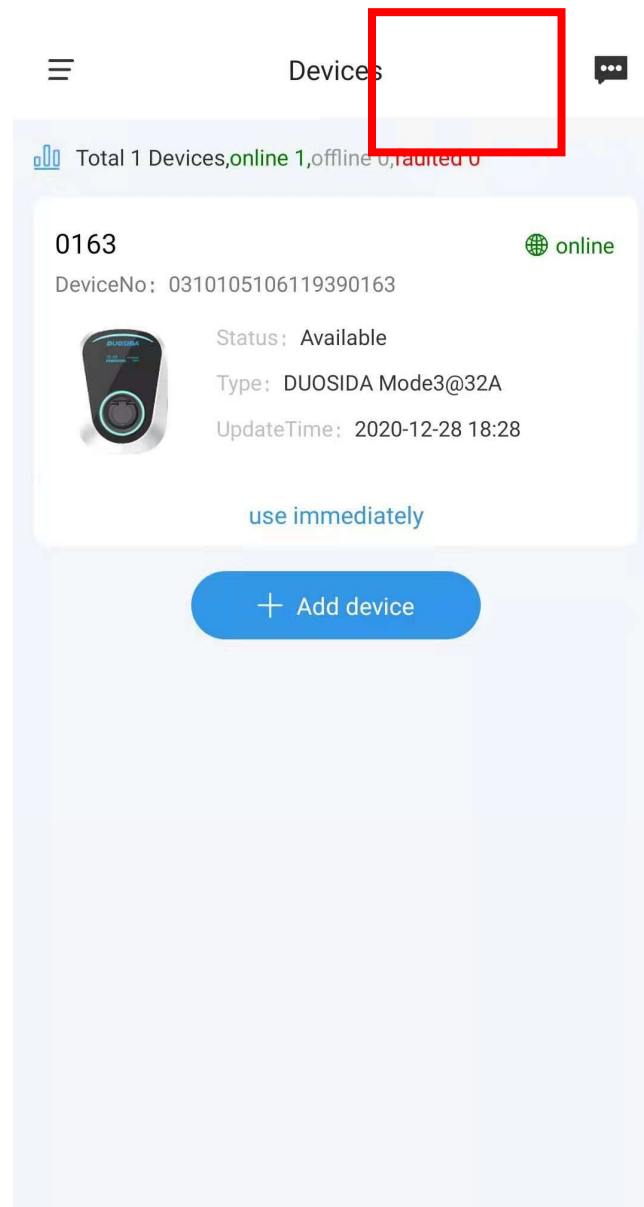 Devices
Total 1 Devices,online 1,offline 0,faulted 0
0163
online
DeviceNo: 0310105106119390163
DUOSIDA
Status: Available
Type: DUOSIDA Mode3@32A
UpdateTime: 2020-12-28 18:28
use immediately
+ Add device